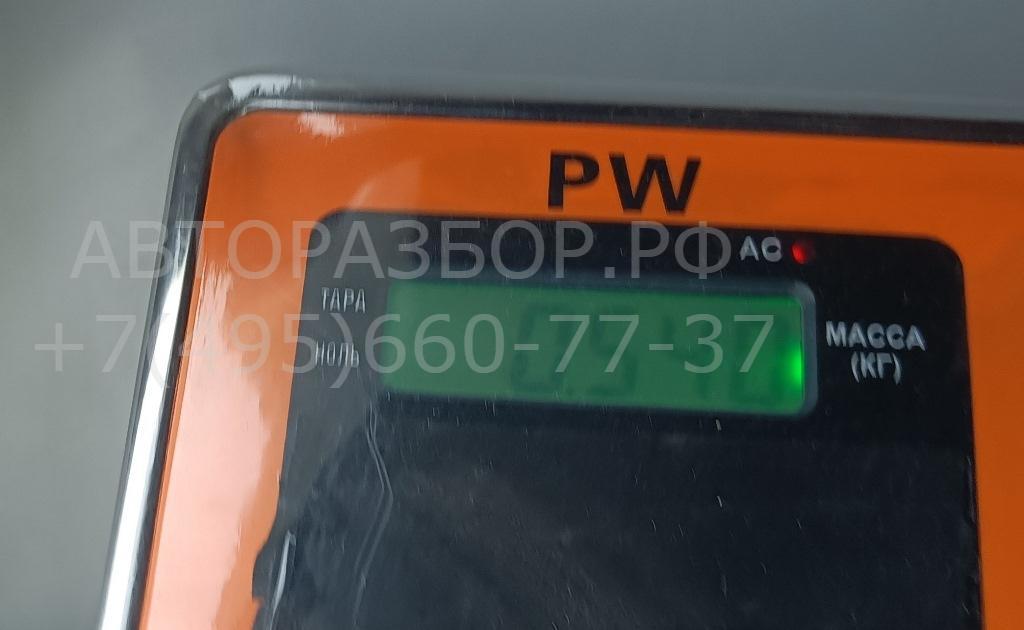 PW
АВТОРАЗБОР.РФ
AC
ТАРА
+7(495)660-77-37
НОЛЬ
МАССА
(КГ)